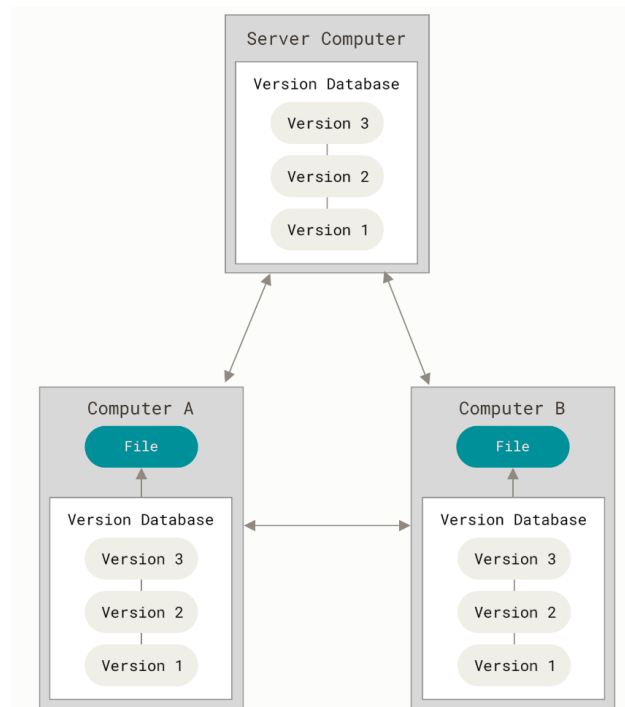 Server Computer
Version Database
Version 3
Version 2
Version 1
Computer A
File
Version Database
Version 3
Version 2
Version 1
Computer B
File
Version Database
Version 3
Version 2
Version 1